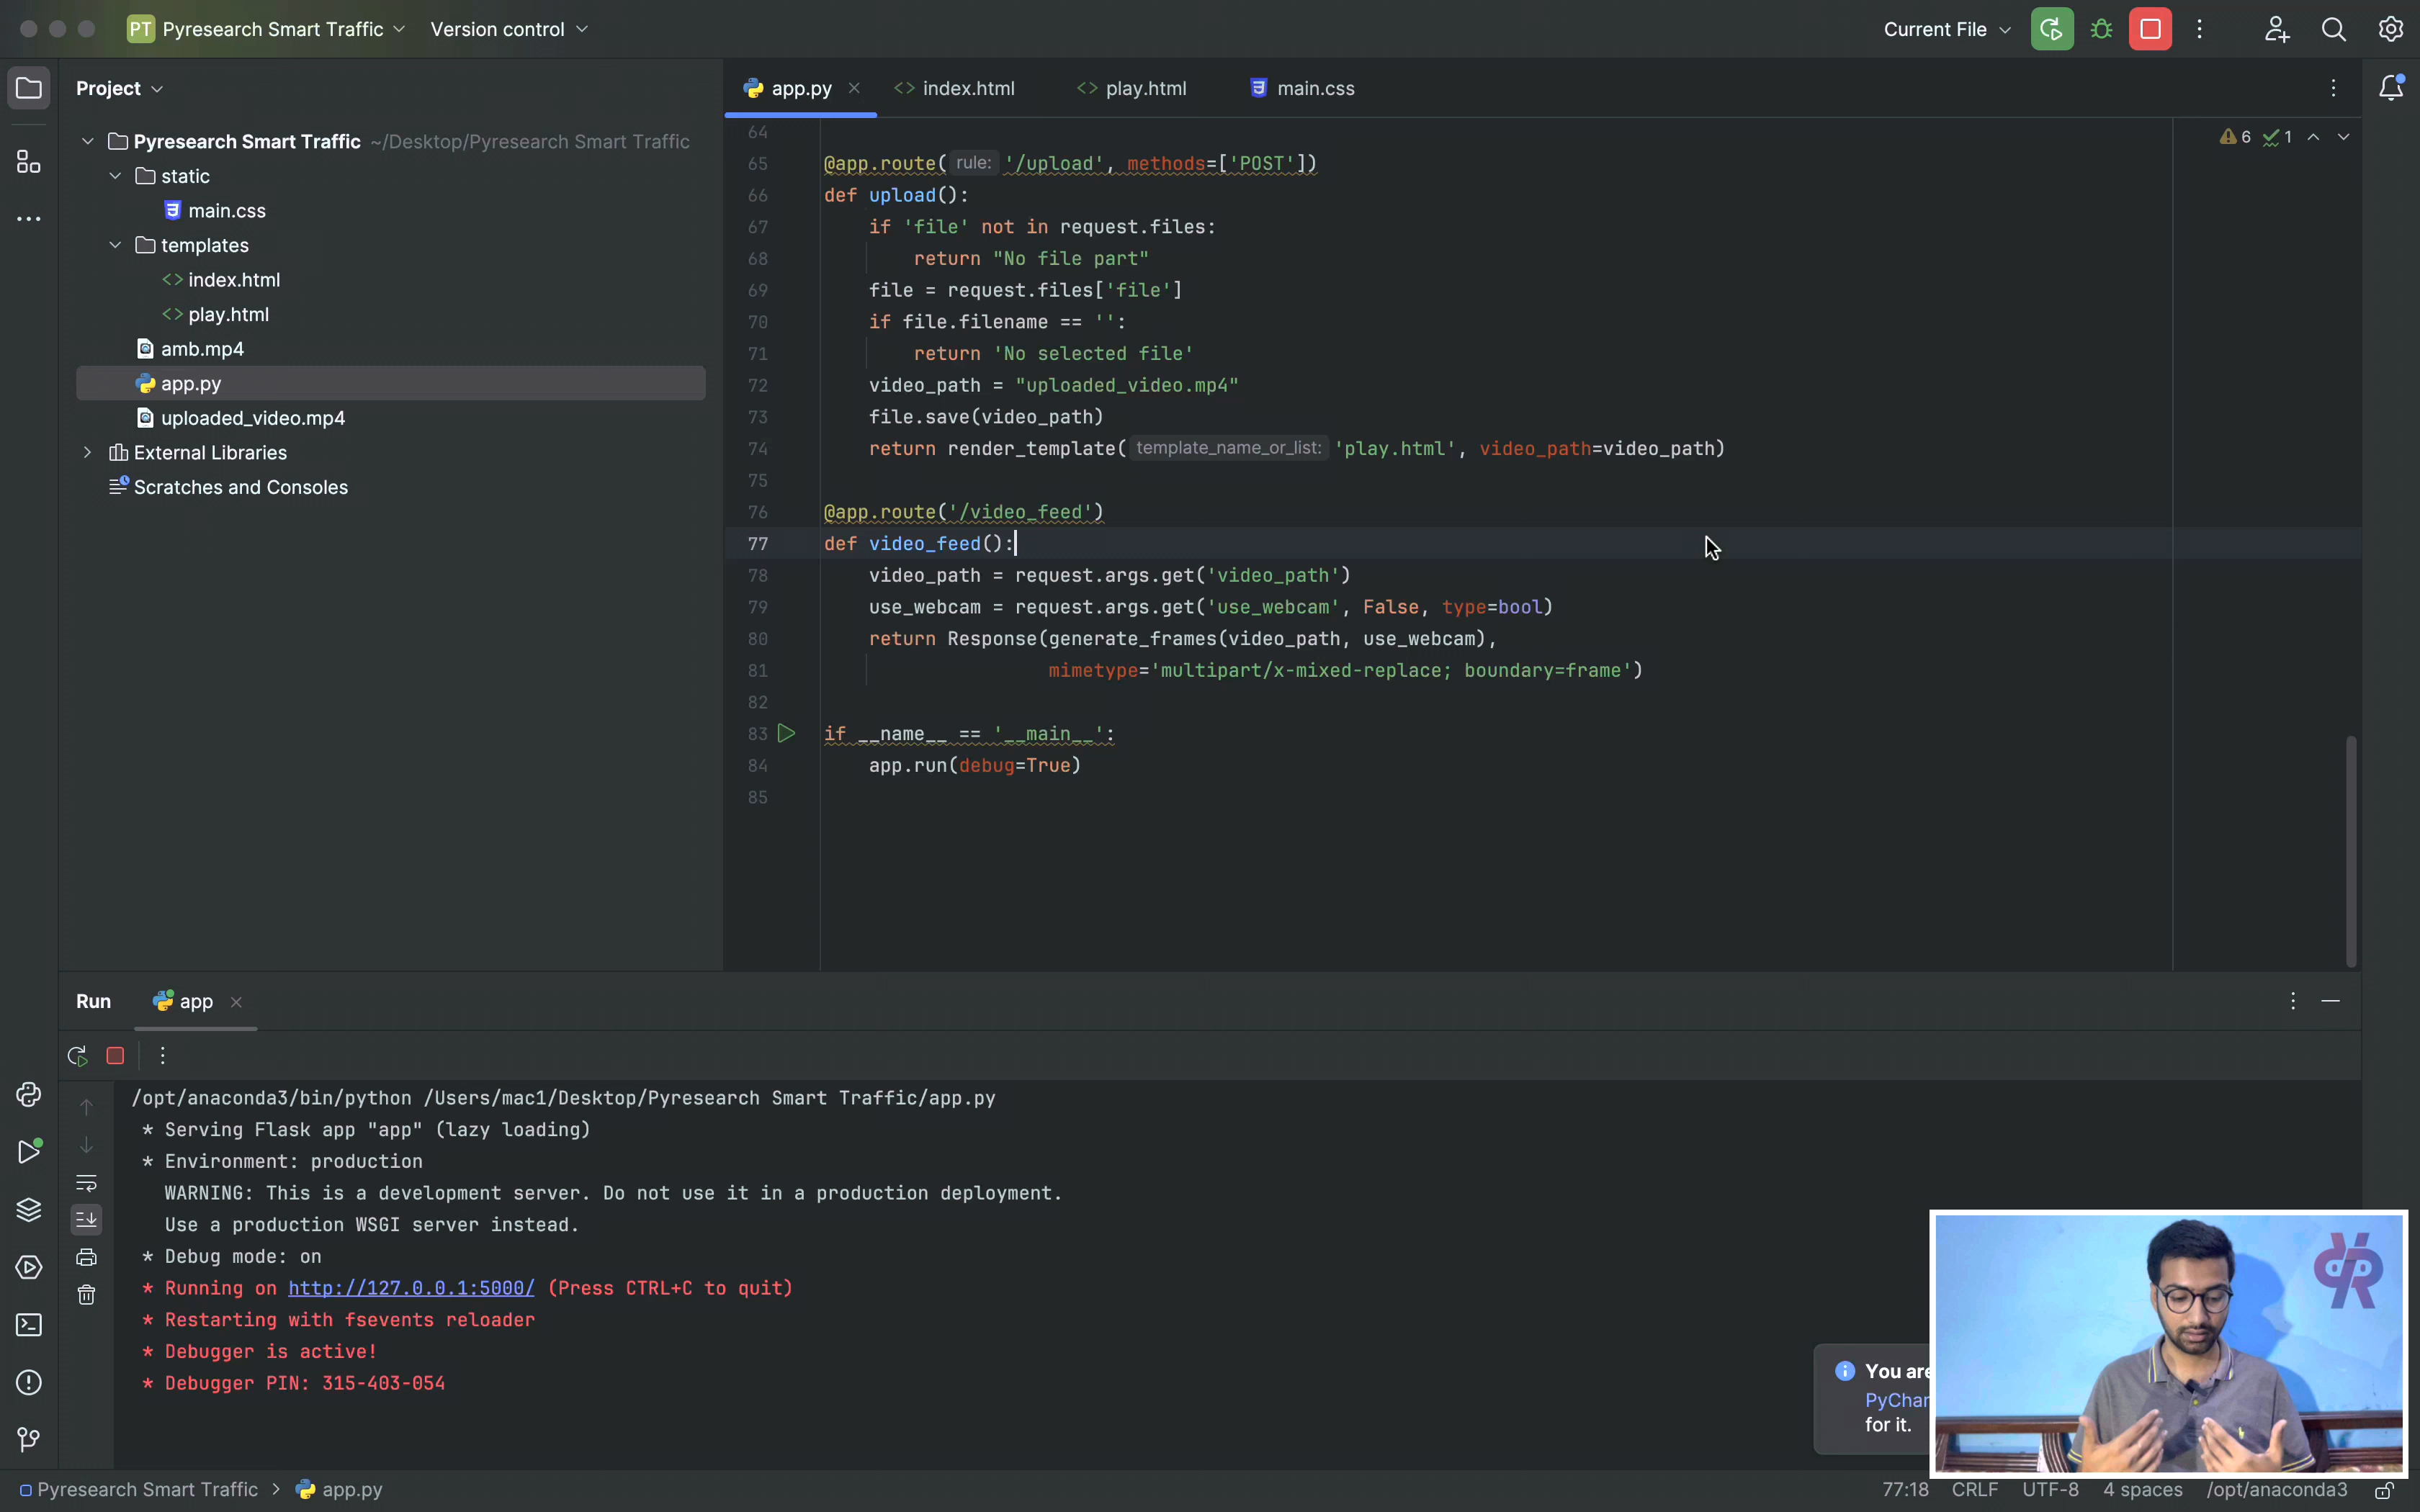 PT Pyresearch Smart Traffic Version control
Current File
Project
Pyresearch Smart Traffic ~/Desktop/Pyresearch Smart Traffic
static
main.css
templates
index.html
play.html
amb.mp4
app.py
uploaded_video.mp4
External Libraries
Scratches and Consoles
app.py index.html play.html main.css
6 1
64
65 @app.route( rule: '/upload', methods=['POST'])
66 def upload():
67 if 'file' not in request.files:
68 return "No file part"
69 file = request.files['file']
70 if file.filename == '':
71 return 'No selected file'
72 video_path = "uploaded_video.mp4"
73 file.save(video_path)
74 return render_template( template_name_or_list: 'play.html', video_path=video_path)
75
76 @app.route('/video_feed')
77 def video_feed():
78 video_path = request.args.get('video_path')
79 use_webcam = request.args.get('use_webcam', False, type=bool)
80 return Response(generate_frames(video_path, use_webcam),
81 mimetype='multipart/x-mixed-replace; boundary=frame')
82
83 if __name__ == '__main__':
84 app.run(debug=True)
85
Run app
/opt/anaconda3/bin/python /Users/mac1/Desktop/Pyresearch Smart Traffic/app.py
* Serving Flask app "app" (lazy loading)
* Environment: production
WARNING: This is a development server. Do not use it in a production deployment.
Use a production WSGI server instead.
* Debug mode: on
* Running on http://127.0.0.1:5000/ (Press CTRL+C to quit)
* Restarting with fsevents reloader
* Debugger is active!
* Debugger PIN: 315-403-054
You are
PyChar
for it.
Pyresearch Smart Traffic > app.py
77:18 CRLF UTF-8 4 spaces /opt/anaconda3